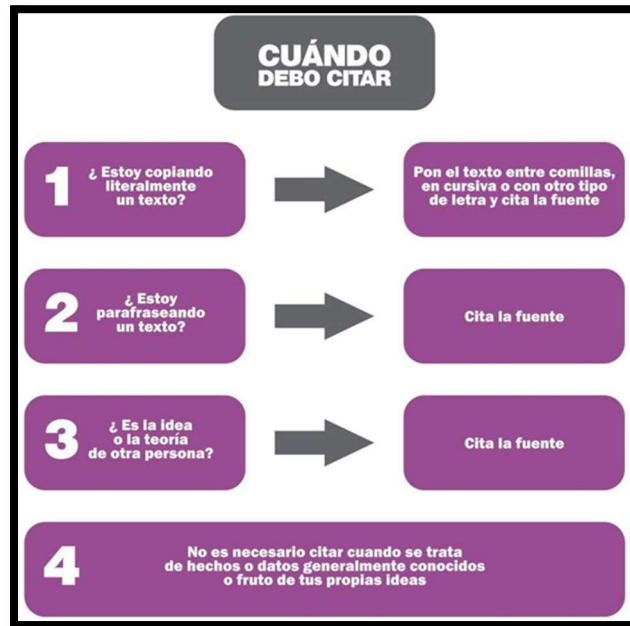 CUÁNDO
DEBO CITAR
1
¿ Estoy copiando
literalmente
un texto?
Pon el texto entre comillas,
en cursiva o con otro tipo
de letra y cita la fuente
2
¿ Estoy
parafraseando
un texto?
Cita la fuente
3
¿ Es la idea
o la teoría
de otra persona?
Cita la fuente
4
No es necesario citar cuando se trata
de hechos o datos generalmente conocidos
o fruto de tus propias ideas